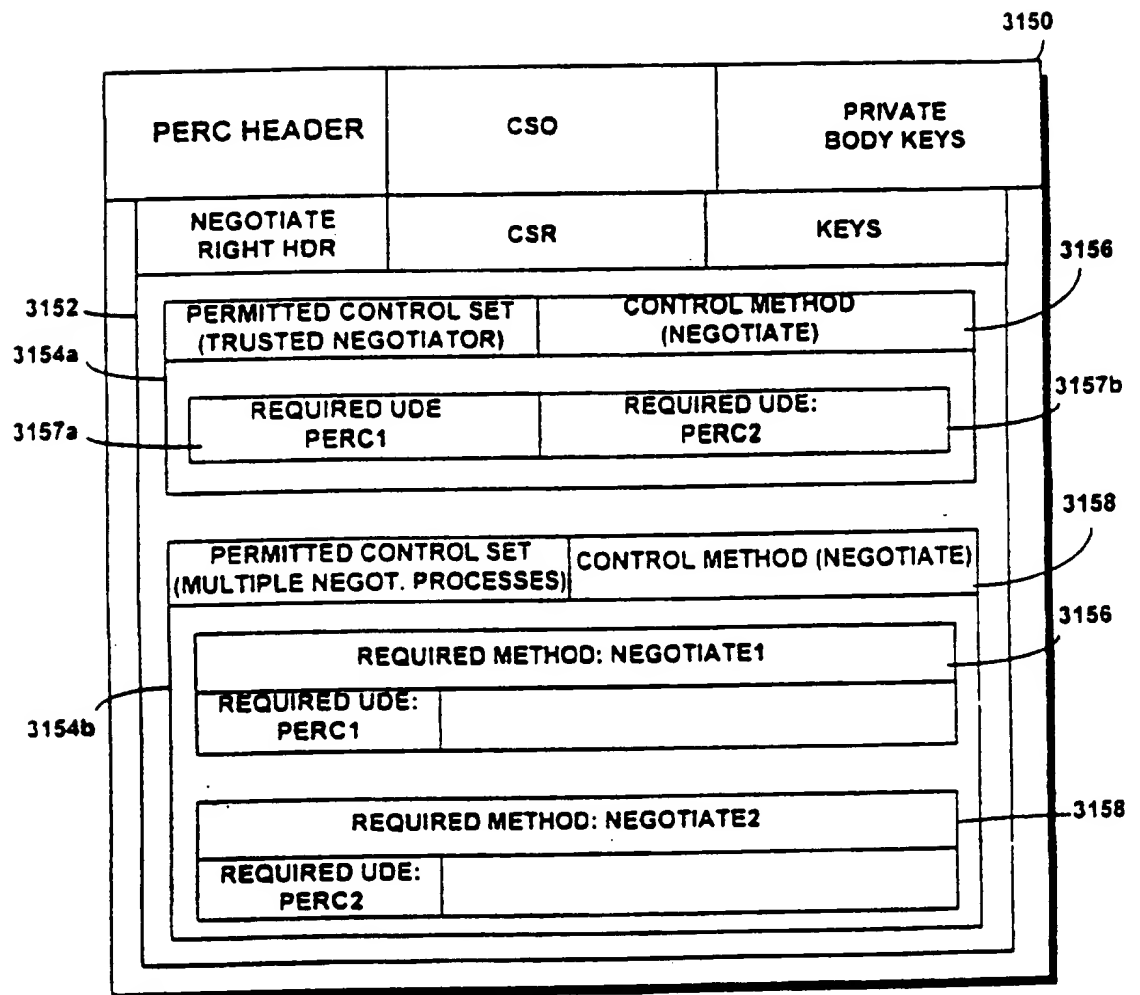 3150
PERC HEADER
CSO
PRIVATE
BODY KEYS
NEGOTIATE
RIGHT HDR
CSR
KEYS
3156
3152
PERMITTED CONTROL SET
(TRUSTED NEGOTIATOR)
CONTROL METHOD
(NEGOTIATE)
3154a
3157b
3157a
REQUIRED UDE
PERC1
REQUIRED UDE:
PERC2
3158
PERMITTED CONTROL SET
(MULTIPLE NEGOT. PROCESSES)
CONTROL METHOD (NEGOTIATE)
3156
REQUIRED METHOD: NEGOTIATE1
REQUIRED UDE:
PERC1
3154b
REQUIRED METHOD: NEGOTIATE2
3158
REQUIRED UDE:
PERC2